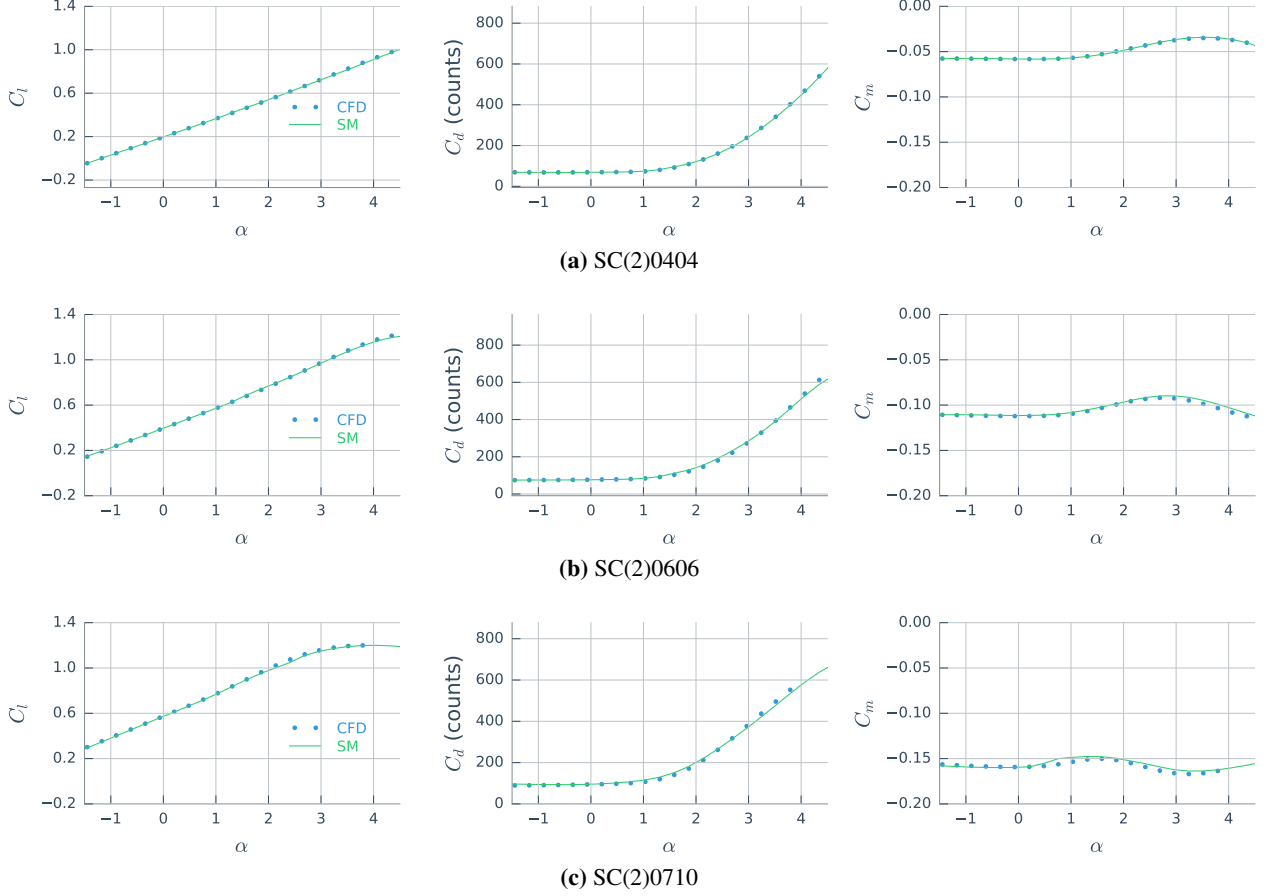 1.4
1.0
0.6
0.2
−0.2
C_l
CFD
SM
−1 0 1 2 3 4
α
800
600
400
200
0
C_d (counts)
−1 0 1 2 3 4
α
0.00
−0.05
−0.10
−0.15
−0.20
C_m
−1 0 1 2 3 4
α
(a) SC(2)0404
1.4
1.0
0.6
0.2
−0.2
C_l
CFD
SM
−1 0 1 2 3 4
α
800
600
400
200
0
C_d (counts)
−1 0 1 2 3 4
α
0.00
−0.05
−0.10
−0.15
−0.20
C_m
−1 0 1 2 3 4
α
(b) SC(2)0606
1.4
1.0
0.6
0.2
−0.2
C_l
CFD
SM
−1 0 1 2 3 4
α
800
600
400
200
0
C_d (counts)
−1 0 1 2 3 4
α
0.00
−0.05
−0.10
−0.15
−0.20
C_m
−1 0 1 2 3 4
α
(c) SC(2)0710